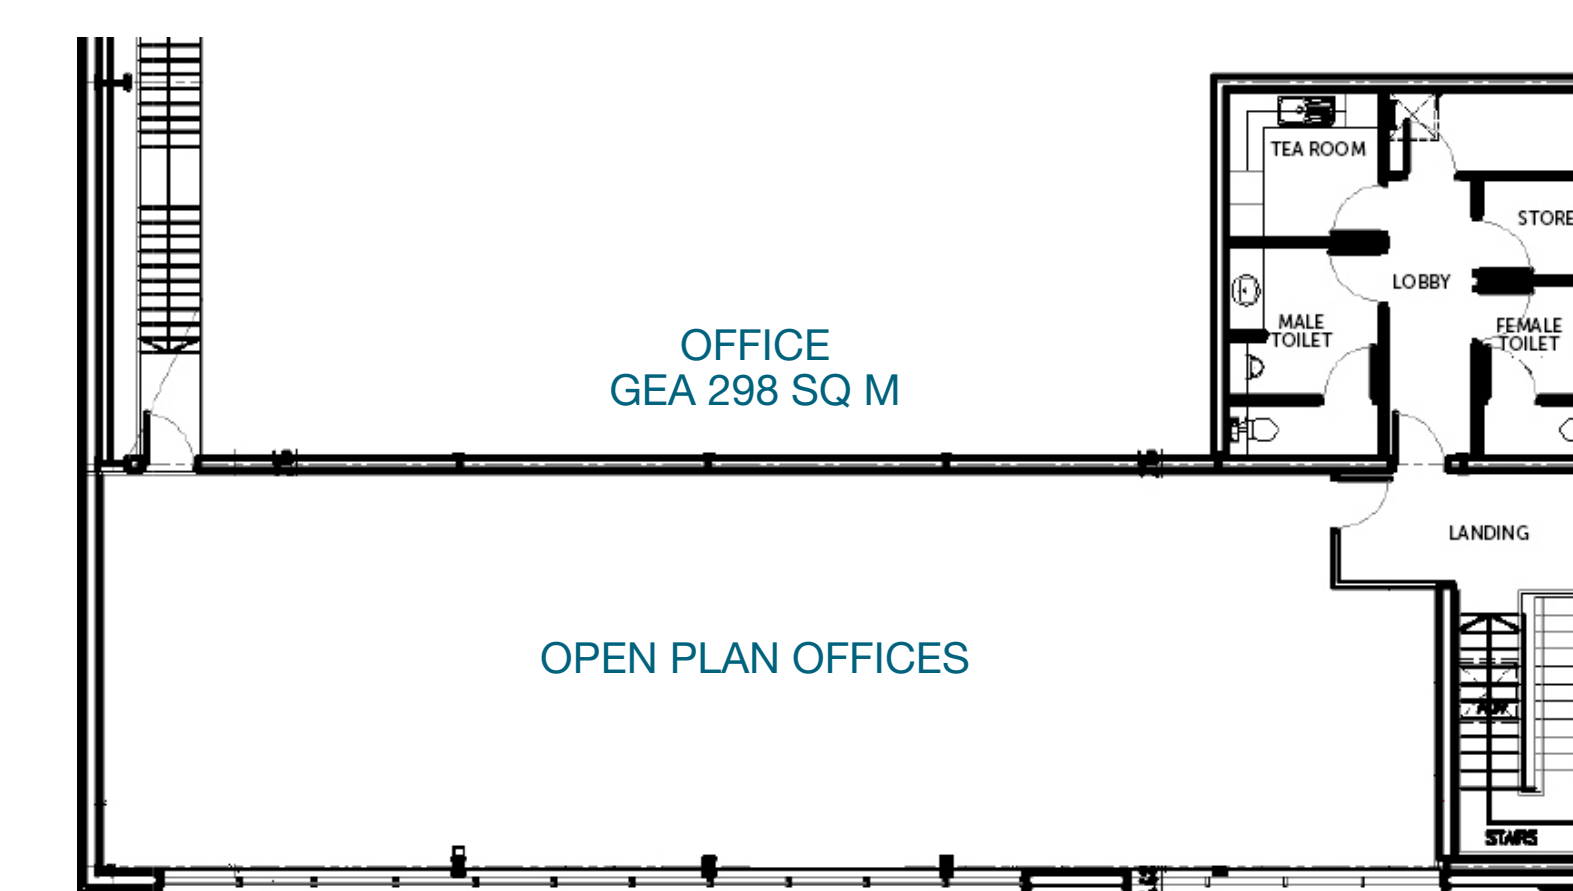 TEA ROOM
STORE
LOBBY
MALE
TOILET
FEMALE
TOILET
OFFICE
GEA 298 SQ M
LANDING
OPEN PLAN OFFICES
STAIRS